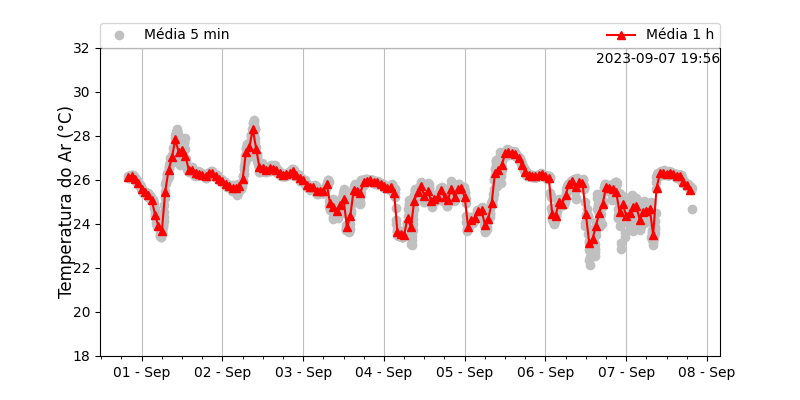 Média 5 min
Média 1 h
2023-09-07 19:56
Temperatura do Ar (°C)
32
30
28
26
24
22
20
18
01 - Sep
02 - Sep
03 - Sep
04 - Sep
05 - Sep
06 - Sep
07 - Sep
08 - Sep